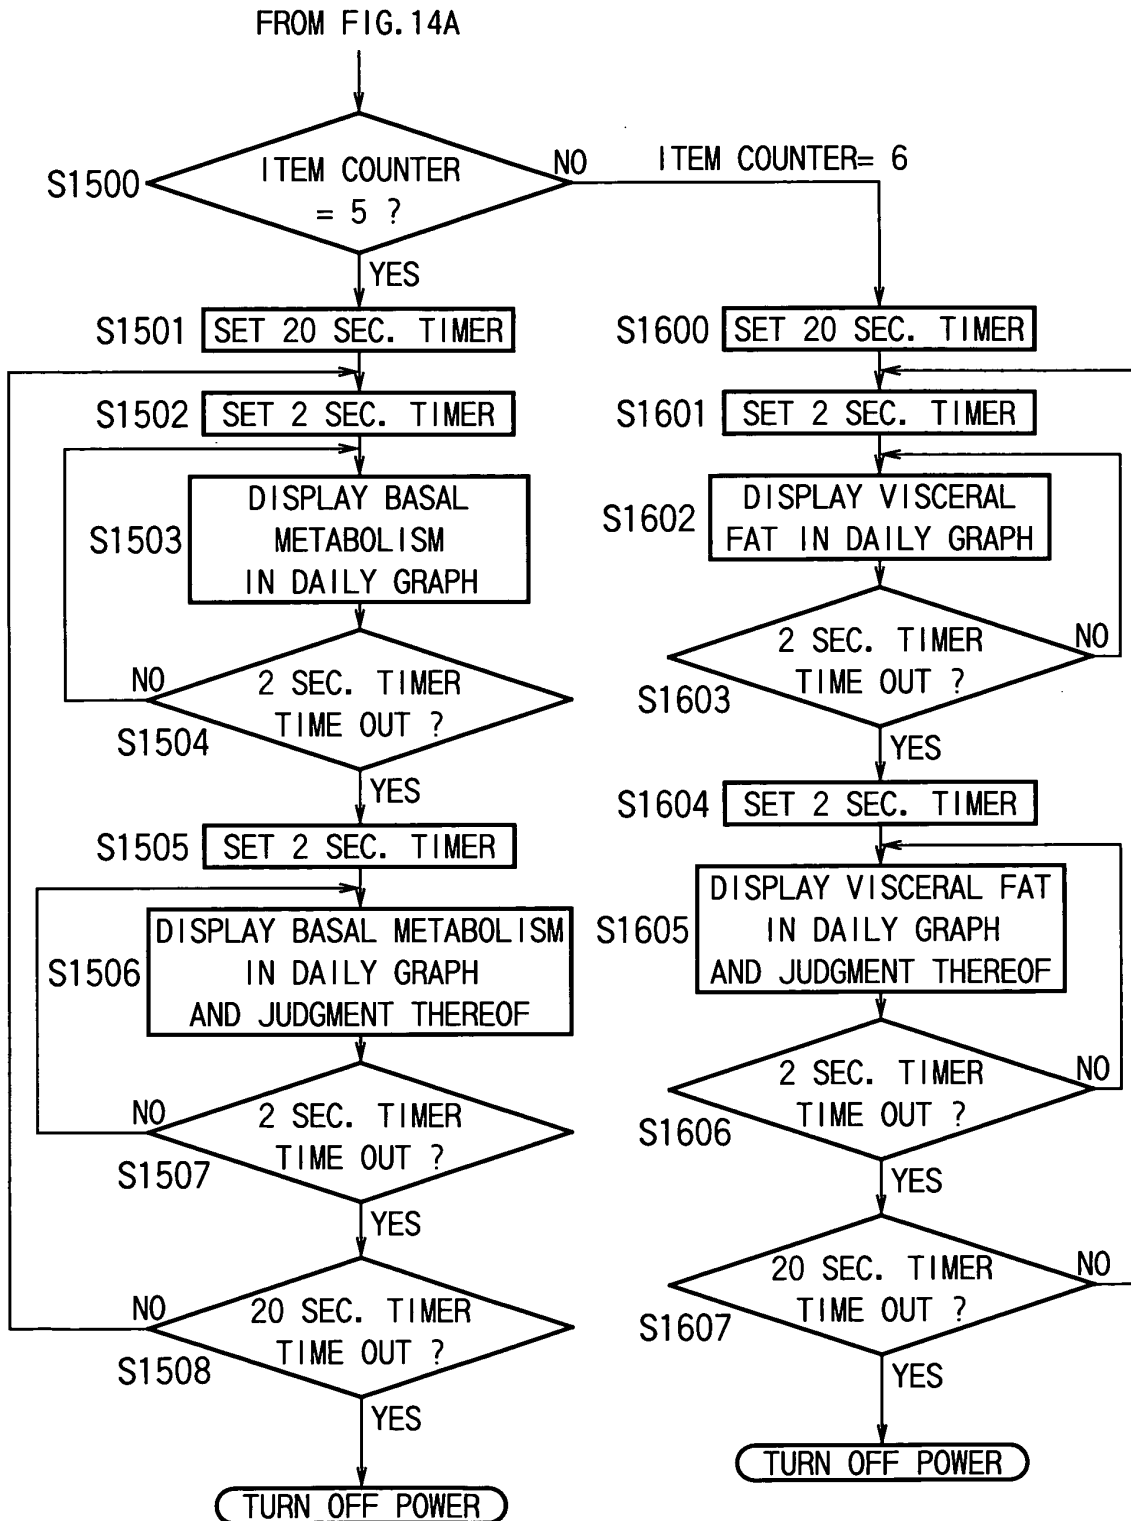 FROM FIG.14A
S1500
ITEM COUNTER
= 5 ?
NO
ITEM COUNTER= 6
YES
S1501
SET 20 SEC. TIMER
S1502
SET 2 SEC. TIMER
S1503
DISPLAY BASAL
METABOLISM
IN DAILY GRAPH
NO
2 SEC. TIMER
TIME OUT ?
S1504
YES
S1505
SET 2 SEC. TIMER
S1506
DISPLAY BASAL METABOLISM
IN DAILY GRAPH
AND JUDGMENT THEREOF
NO
2 SEC. TIMER
TIME OUT ?
S1507
YES
NO
20 SEC. TIMER
TIME OUT ?
S1508
YES
TURN OFF POWER
S1600
SET 20 SEC. TIMER
S1601
SET 2 SEC. TIMER
S1602
DISPLAY VISCERAL
FAT IN DAILY GRAPH
2 SEC. TIMER
TIME OUT ?
NO
S1603
YES
S1604
SET 2 SEC. TIMER
S1605
DISPLAY VISCERAL FAT
IN DAILY GRAPH
AND JUDGMENT THEREOF
2 SEC. TIMER
TIME OUT ?
NO
S1606
YES
20 SEC. TIMER
TIME OUT ?
NO
S1607
YES
TURN OFF POWER